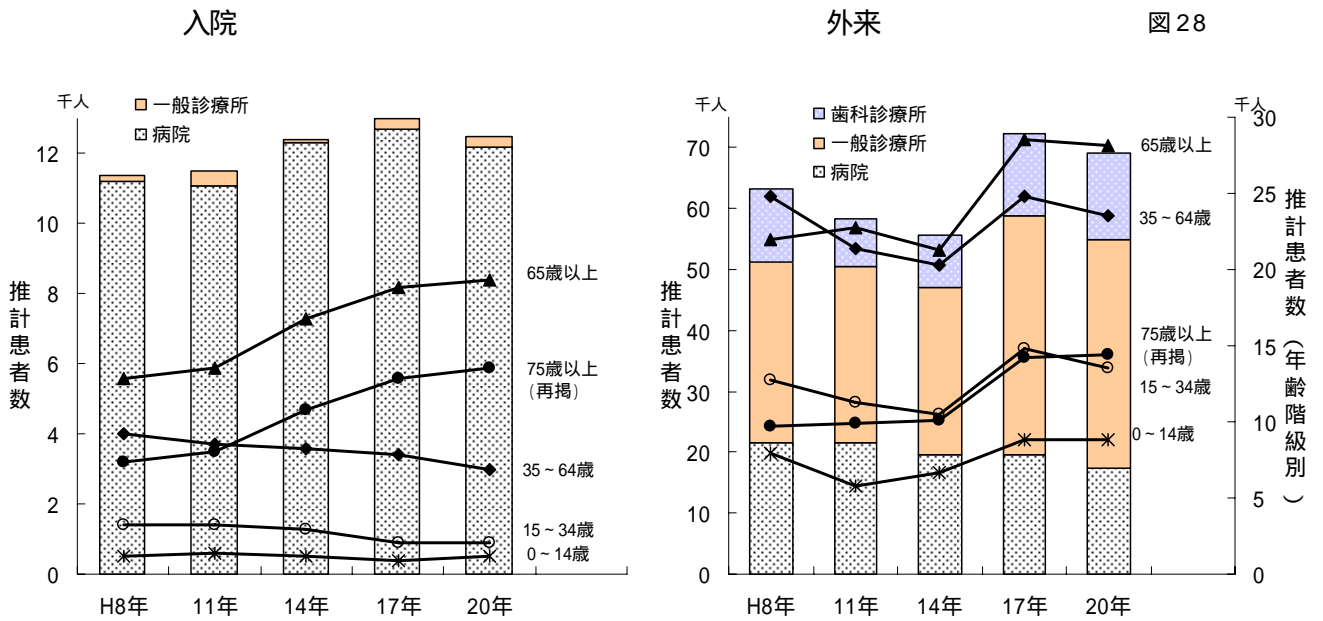 入院
外来
図28
千人
一般診療所
病院
12
10
8
6
4
2
0
推計患者数
65歳以上
75歳以上
(再掲)
35～64歳
15～34歳
0～14歳
H8年 11年 14年 17年 20年
千人
歯科診療所
一般診療所
病院
70
60
50
40
30
20
10
0
推計患者数
65歳以上
35～64歳
75歳以上
(再掲)
15～34歳
0～14歳
H8年 11年 14年 17年 20年
千人
30
25
20
15
10
5
0
推計患者数(年齢階級別)